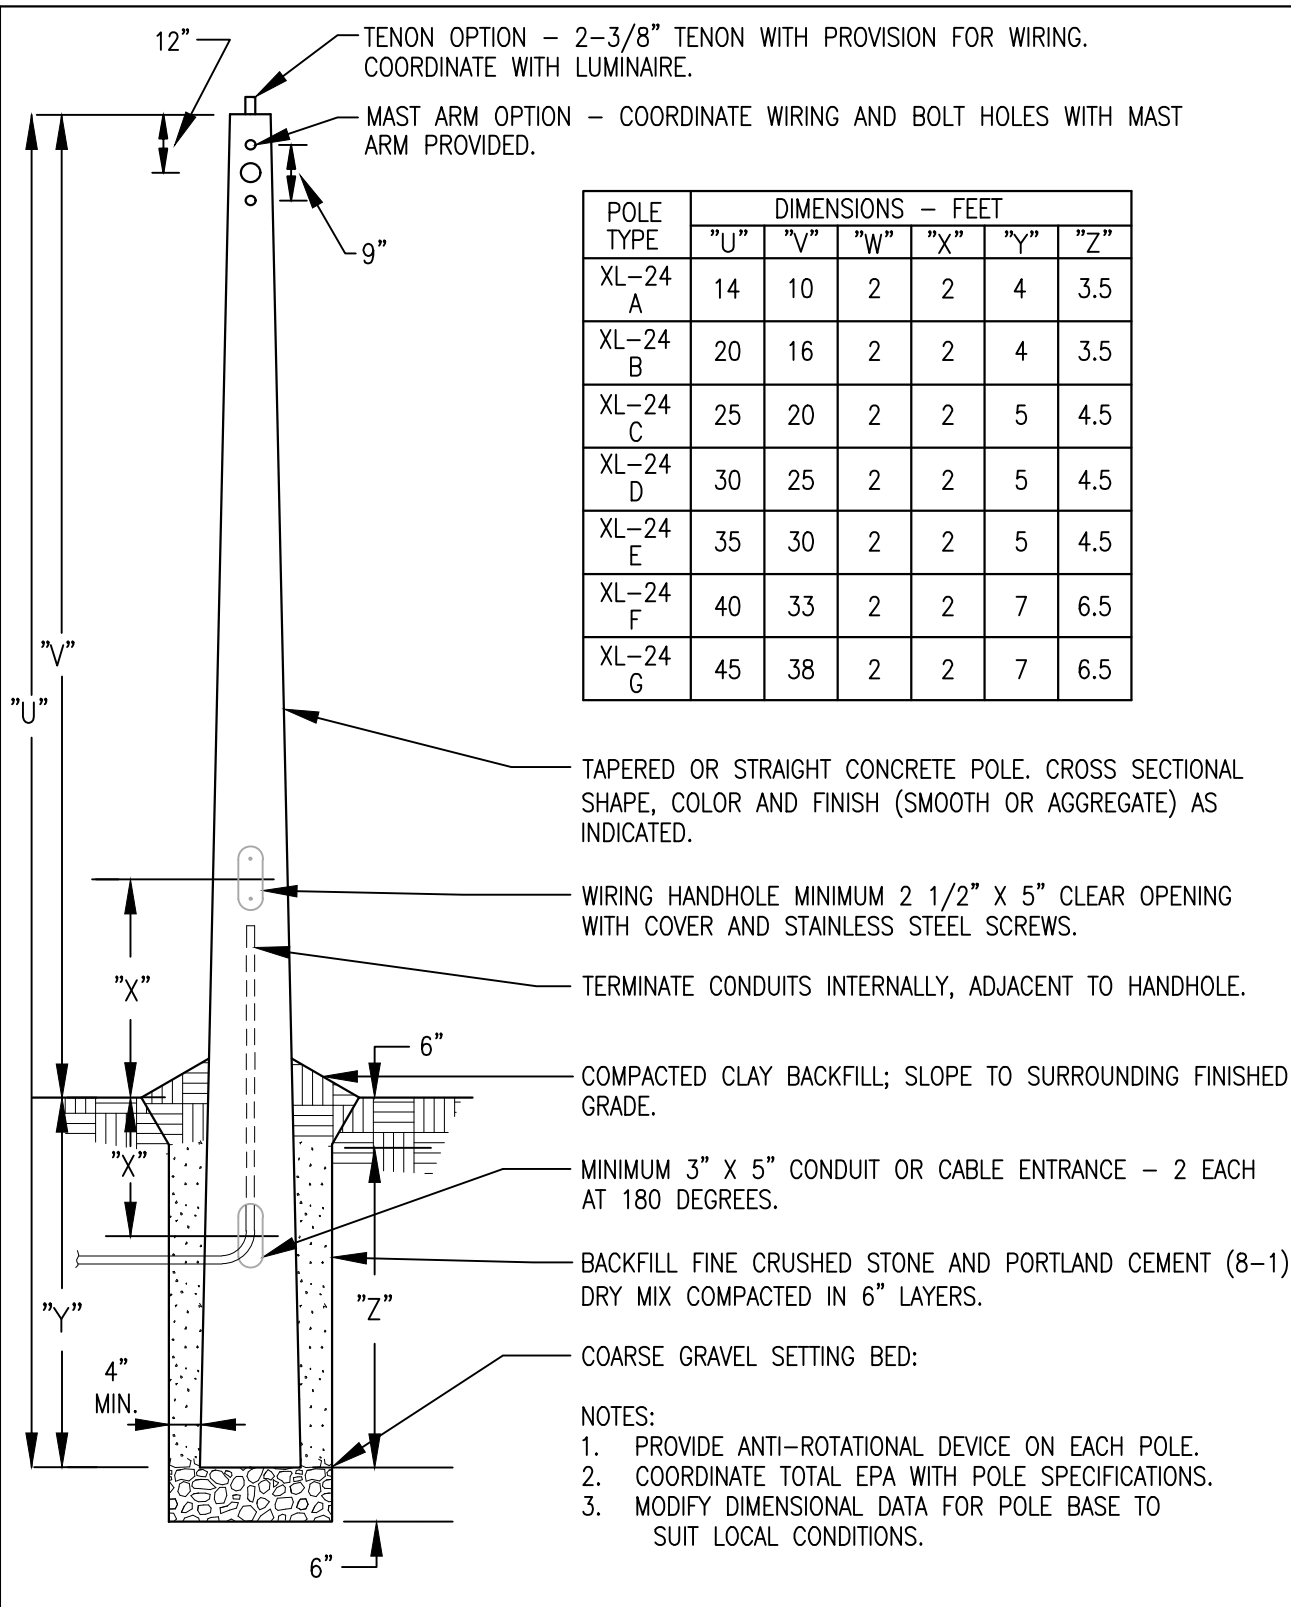 12”
TENON OPTION – 2–3/8” TENON WITH PROVISION FOR WIRING.
COORDINATE WITH LUMINAIRE.
MAST ARM OPTION – COORDINATE WIRING AND BOLT HOLES WITH MAST
ARM PROVIDED.
9”
POLE TYPE DIMENSIONS – FEET
”U” ”V” ”W” ”X” ”Y” ”Z”
XL–24 A 14 10 2 2 4 3.5
XL–24 B 20 16 2 2 4 3.5
XL–24 C 25 20 2 2 5 4.5
XL–24 D 30 25 2 2 5 4.5
XL–24 E 35 30 2 2 5 4.5
XL–24 F 40 33 2 2 7 6.5
XL–24 G 45 38 2 2 7 6.5
”V”
”U”
TAPERED OR STRAIGHT CONCRETE POLE. CROSS SECTIONAL
SHAPE, COLOR AND FINISH (SMOOTH OR AGGREGATE) AS
INDICATED.
WIRING HANDHOLE MINIMUM 2 1/2” X 5” CLEAR OPENING
WITH COVER AND STAINLESS STEEL SCREWS.
”X”
TERMINATE CONDUITS INTERNALLY, ADJACENT TO HANDHOLE.
6”
COMPACTED CLAY BACKFILL; SLOPE TO SURROUNDING FINISHED
GRADE.
”X”
MINIMUM 3” X 5” CONDUIT OR CABLE ENTRANCE – 2 EACH
AT 180 DEGREES.
BACKFILL FINE CRUSHED STONE AND PORTLAND CEMENT (8–1)
DRY MIX COMPACTED IN 6” LAYERS.
”Y”
”Z”
4”
MIN.
COARSE GRAVEL SETTING BED:
NOTES:
1. PROVIDE ANTI–ROTATIONAL DEVICE ON EACH POLE.
2. COORDINATE TOTAL EPA WITH POLE SPECIFICATIONS.
3. MODIFY DIMENSIONAL DATA FOR POLE BASE TO
SUIT LOCAL CONDITIONS.
6”